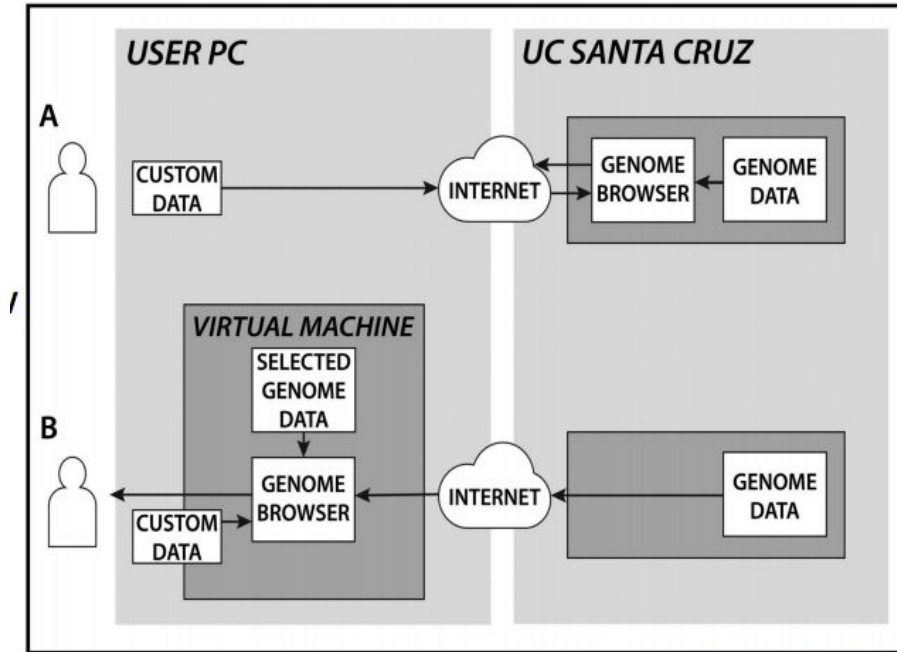 USER PC
UC SANTA CRUZ
A
CUSTOM
DATA
INTERNET
GENOME
BROWSER
GENOME
DATA
VIRTUAL MACHINE
SELECTED
GENOME
DATA
B
GENOME
BROWSER
CUSTOM
DATA
INTERNET
GENOME
DATA